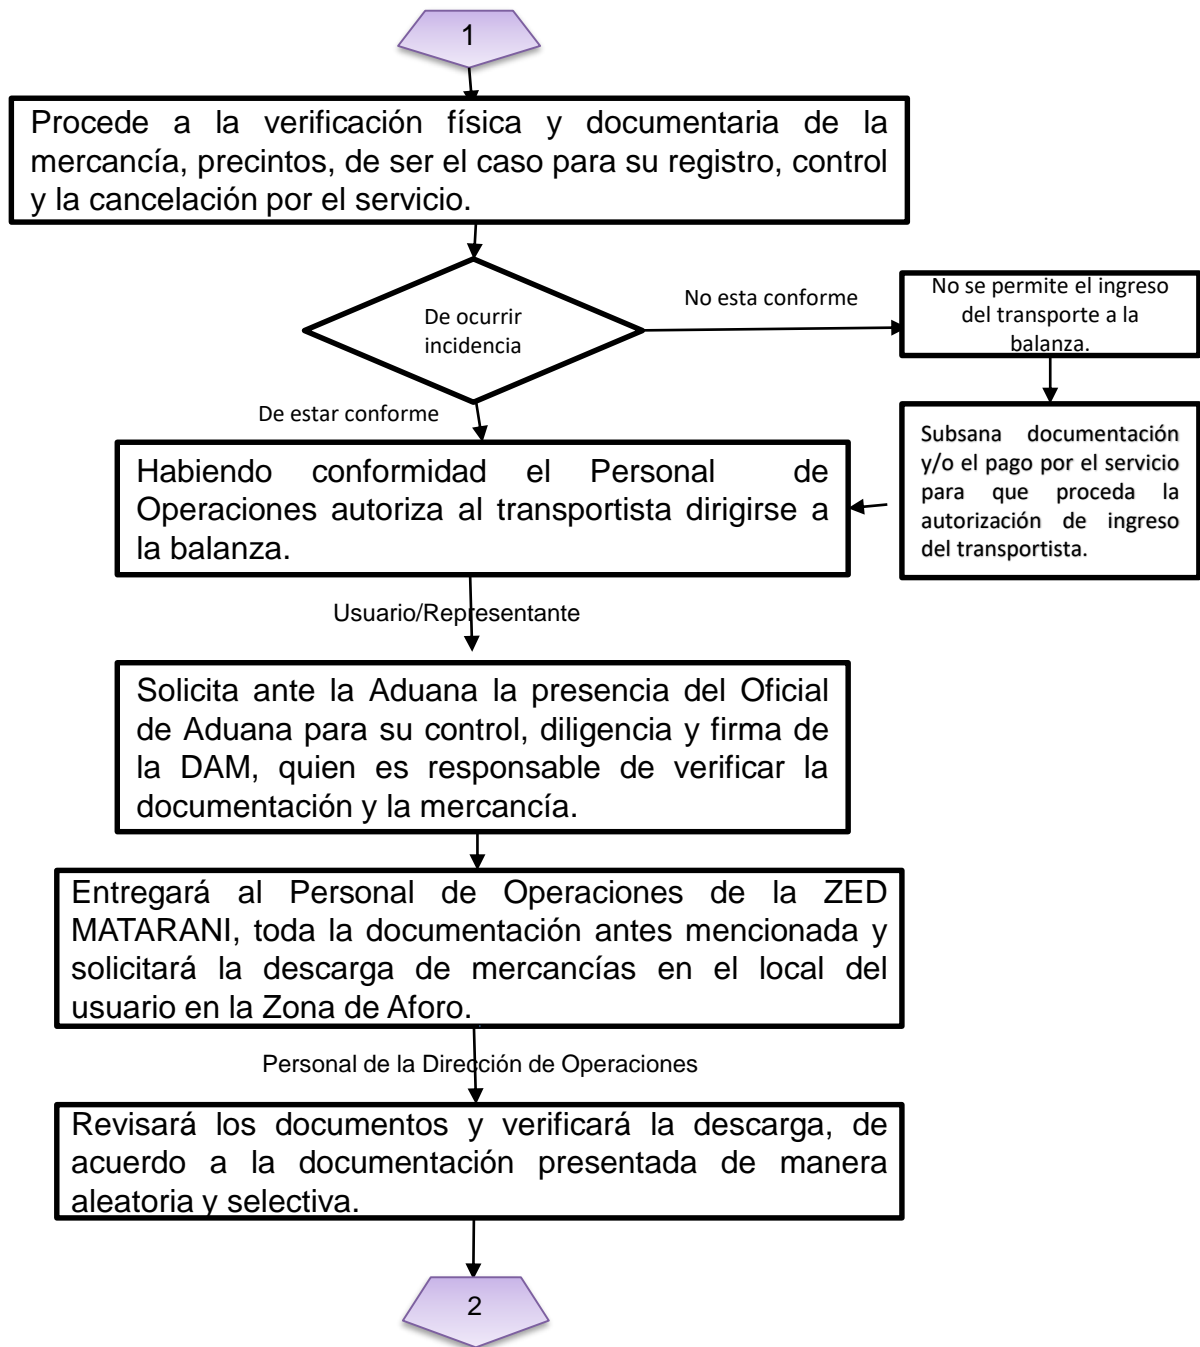 1
Procede a la verificación física y documentaria de la
mercancía, precintos, de ser el caso para su registro, control
y la cancelación por el servicio.
De ocurrir
incidencia
No esta conforme
No se permite el ingreso
del transporte a la
balanza.
De estar conforme
Subsana documentación
y/o el pago por el servicio
para que proceda la
autorización de ingreso
del transportista.
Habiendo conformidad el Personal de
Operaciones autoriza al transportista dirigirse a
la balanza.
Usuario/Representante
Solicita ante la Aduana la presencia del Oficial
de Aduana para su control, diligencia y firma de
la DAM, quien es responsable de verificar la
documentación y la mercancía.
Entregará al Personal de Operaciones de la ZED
MATARANI, toda la documentación antes mencionada y
solicitará la descarga de mercancías en el local del
usuario en la Zona de Aforo.
Personal de la Dirección de Operaciones
Revisará los documentos y verificará la descarga, de
acuerdo a la documentación presentada de manera
aleatoria y selectiva.
2